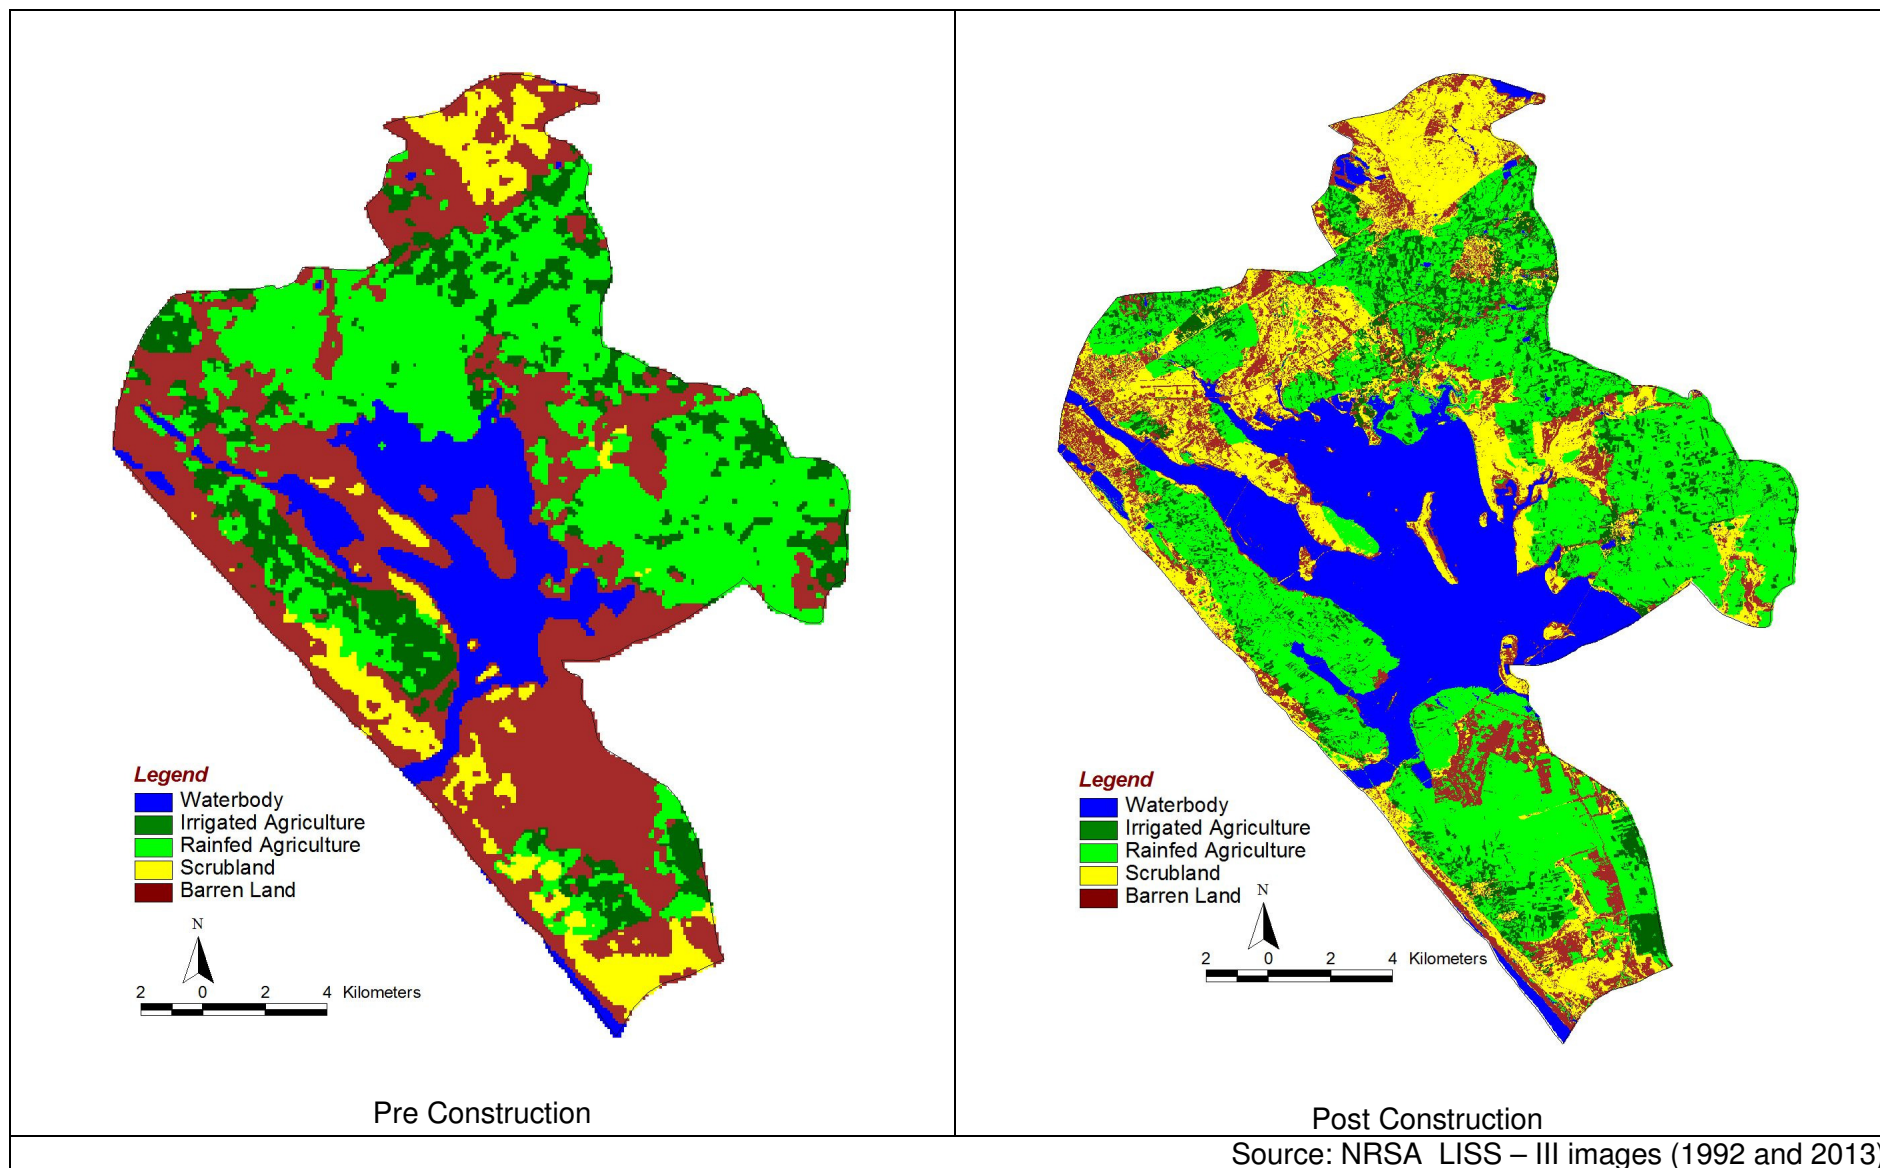 Legend
Waterbody
Irrigated Agriculture
Rainfed Agriculture
Scrubland
Barren Land
N
2 0 2 4 Kilometers
Pre Construction
Legend
Waterbody
Irrigated Agriculture
Rainfed Agriculture
Scrubland
Barren Land
N
2 0 2 4 Kilometers
Post Construction
Source: NRSA LISS – III images (1992 and 2013)